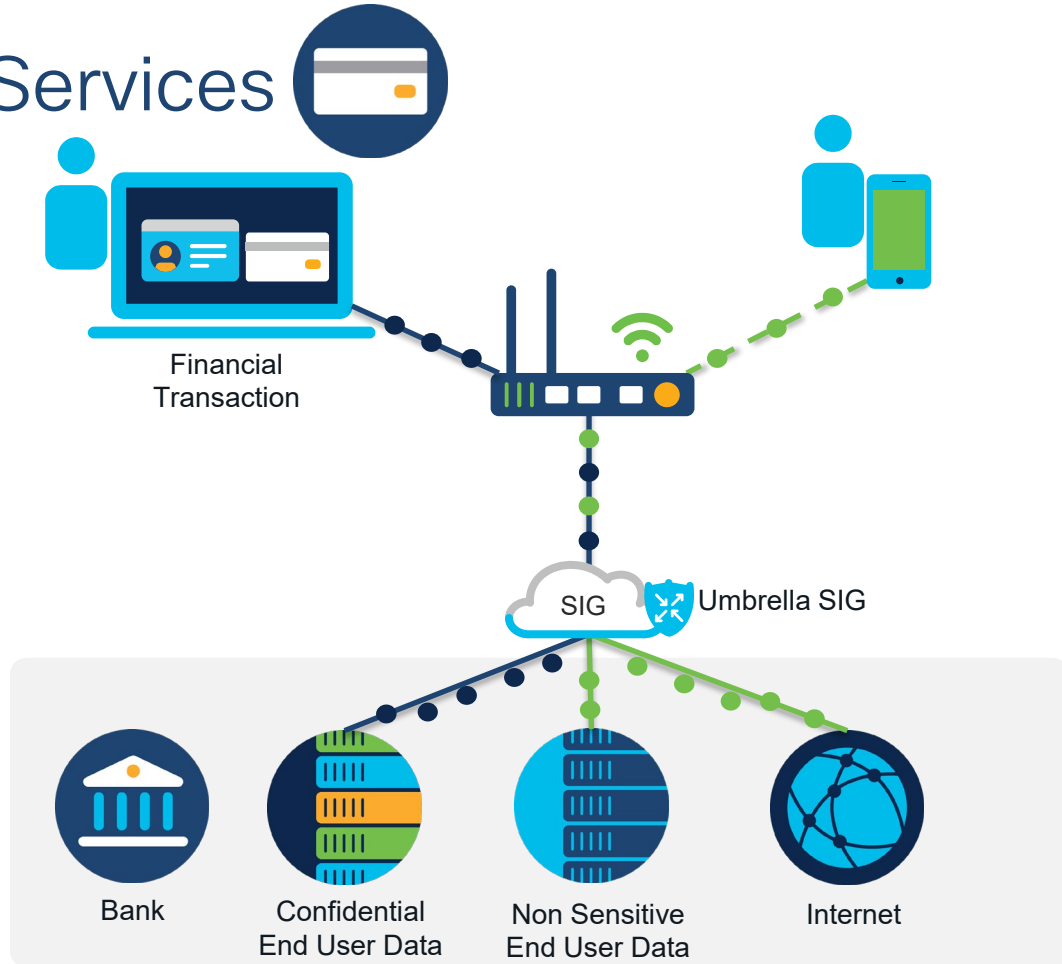 Services
Financial
Transaction
SIG
Umbrella SIG
Bank
Confidential
End User Data
Non Sensitive
End User Data
Internet